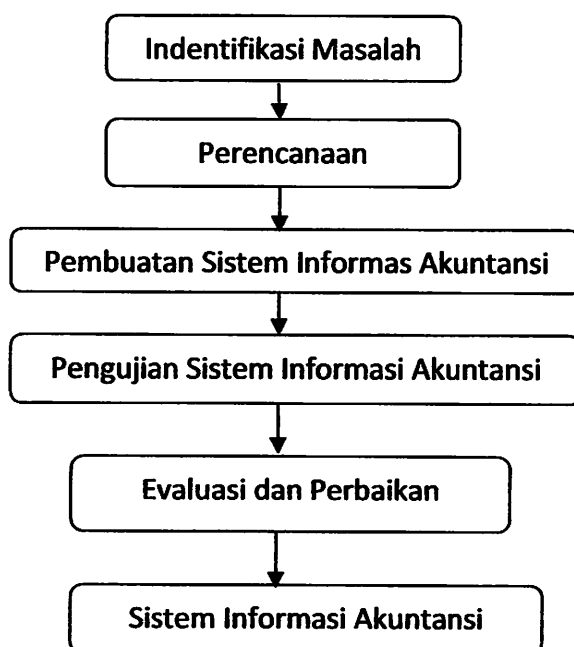 Indentifikasi Masalah
Perencanaan
Pembuatan Sistem Informas Akuntansi
Pengujian Sistem Informasi Akuntansi
Evaluasi dan Perbaikan
Sistem Informasi Akuntansi